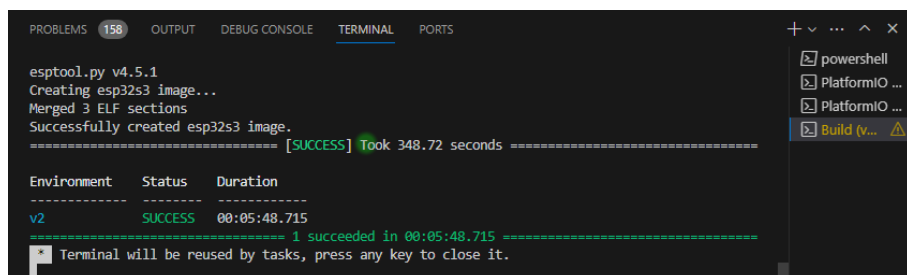 PROBLEMS 158 OUTPUT DEBUG CONSOLE TERMINAL PORTS
powershell
PlatformIO ...
PlatformIO ...
Build (v...
esptool.py v4.5.1
Creating esp32s3 image...
Merged 3 ELF sections
Successfully created esp32s3 image.
================================= [SUCCESS] Took 348.72 seconds =================================
Environment Status Duration
------------- -------- ------------
v2 SUCCESS 00:05:48.715
================================== 1 succeeded in 00:05:48.715 ==================================
* Terminal will be reused by tasks, press any key to close it.